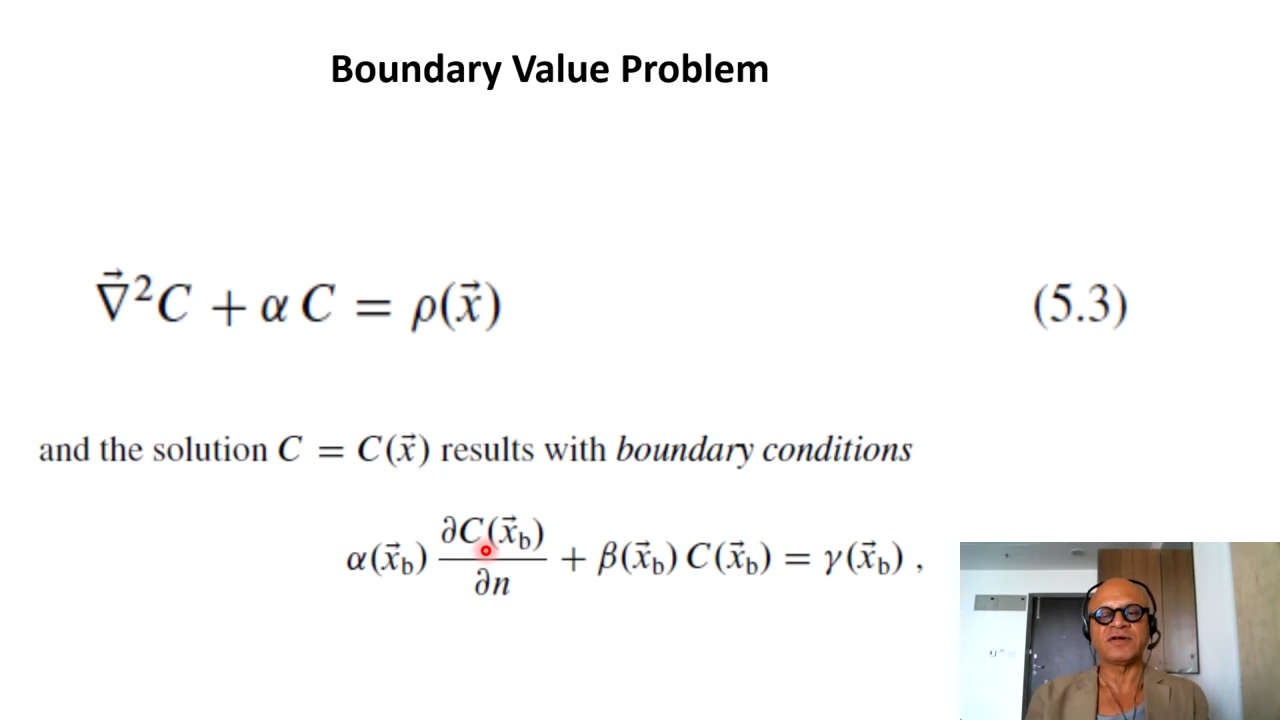 Boundary Value Problem
∇⃗²C + α C = ρ(x⃗) (5.3)
and the solution C = C(x⃗) results with boundary conditions
α(x⃗_b) ∂C(x⃗_b)/∂n + β(x⃗_b) C(x⃗_b) = γ(x⃗_b) ,